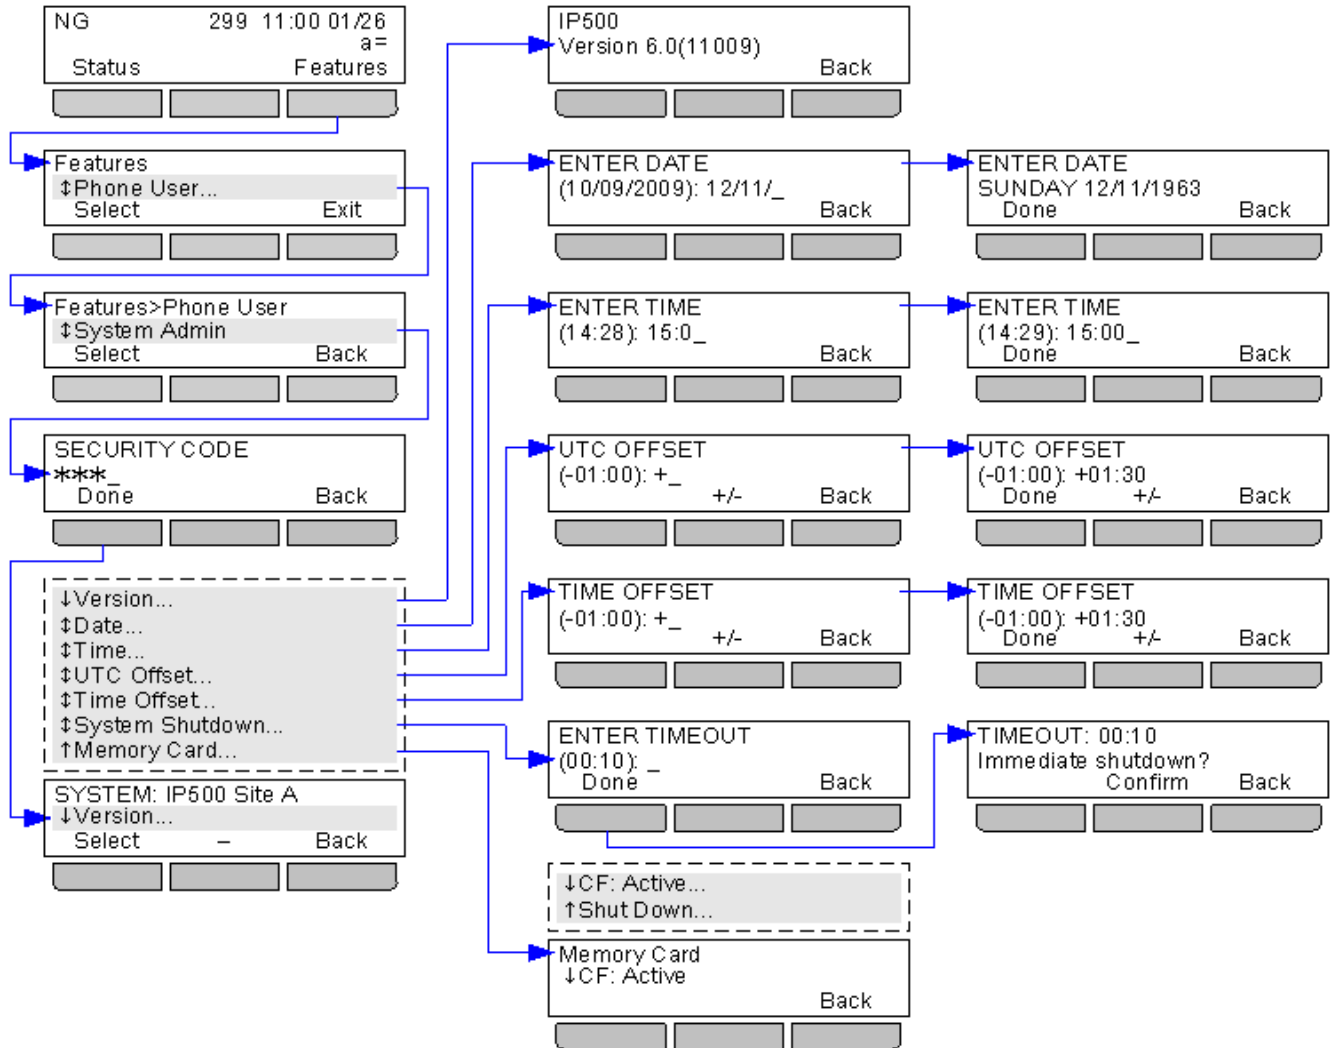 NG 299 11:00 01/26
a=
Status Features
Features
↕Phone User...
Select Exit
Features>Phone User
↕System Admin
Select Back
SECURITY CODE
***_
Done Back
↓Version...
↕Date...
↕Time...
↕UTC Offset...
↕Time Offset...
↕System Shutdown...
↑Memory Card...
SYSTEM: IP500 Site A
↓Version...
Select – Back
IP500
Version 6.0(11009)
Back
ENTER DATE
(10/09/2009): 12/11/_
Back
ENTER DATE
SUNDAY 12/11/1963
Done Back
ENTER TIME
(14:28): 15:0_
Back
ENTER TIME
(14:29): 15:00_
Done Back
UTC OFFSET
(-01:00): +_
+/- Back
UTC OFFSET
(-01:00): +01:30
Done +/- Back
TIME OFFSET
(-01:00): +_
+/- Back
TIME OFFSET
(-01:00): +01:30
Done +/- Back
ENTER TIMEOUT
(00:10): _
Done Back
TIMEOUT: 00:10
Immediate shutdown?
Confirm Back
↓CF: Active...
↑Shut Down...
Memory Card
↓CF: Active
Back